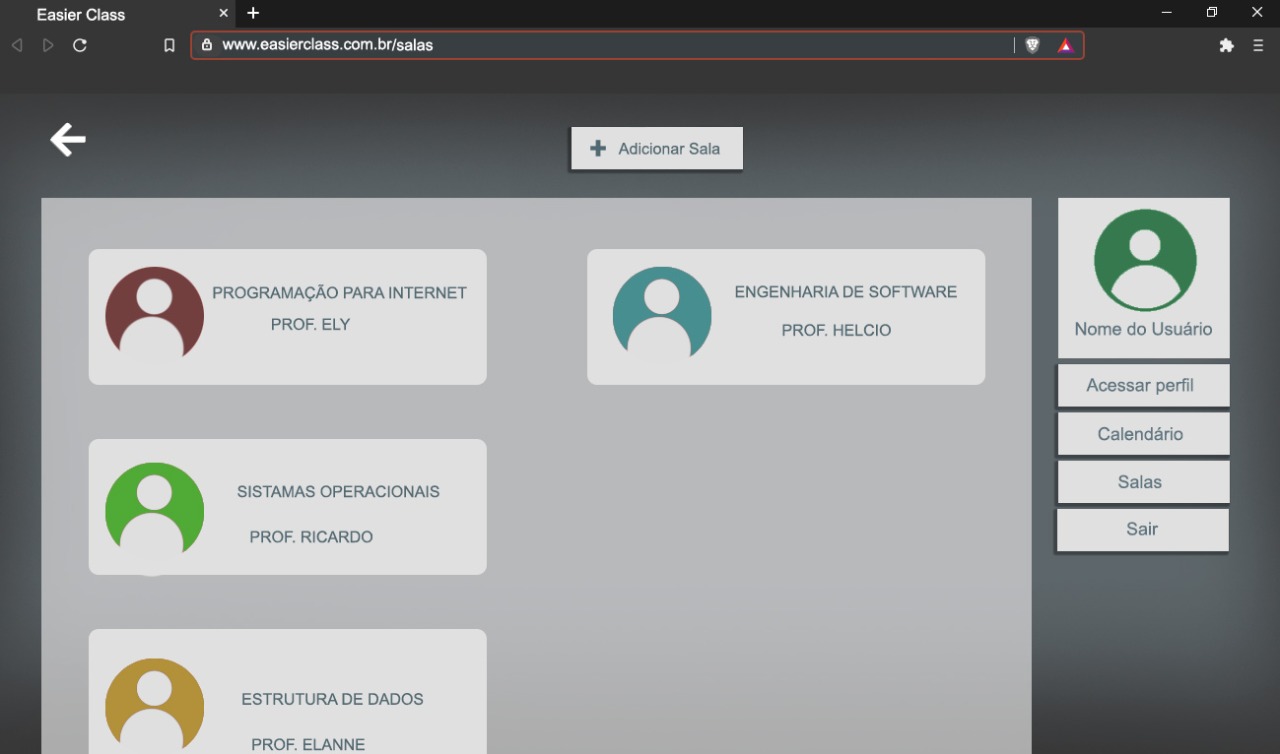 Easier Class
www.easierclass.com.br/salas
Adicionar Sala
PROGRAMAÇÃO PARA INTERNET
PROF. ELY
ENGENHARIA DE SOFTWARE
PROF. HELCIO
SISTAMAS OPERACIONAIS
PROF. RICARDO
ESTRUTURA DE DADOS
PROF. ELANNE
Nome do Usuário
Acessar perfil
Calendário
Salas
Sair